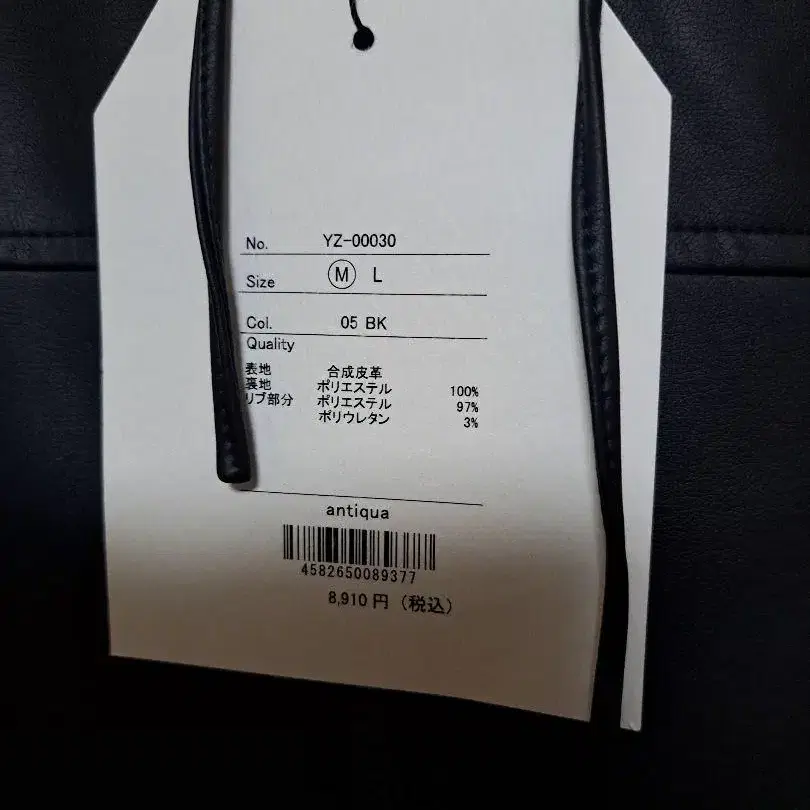 No. YZ-00030
Size M L
Col. 05 BK
Quality
表地 合成皮革
裏地 ポリエステル 100%
リブ部分 ポリエステル 97%
ポリウレタン 3%
antiqua
4582650089377
8,910円(税込)